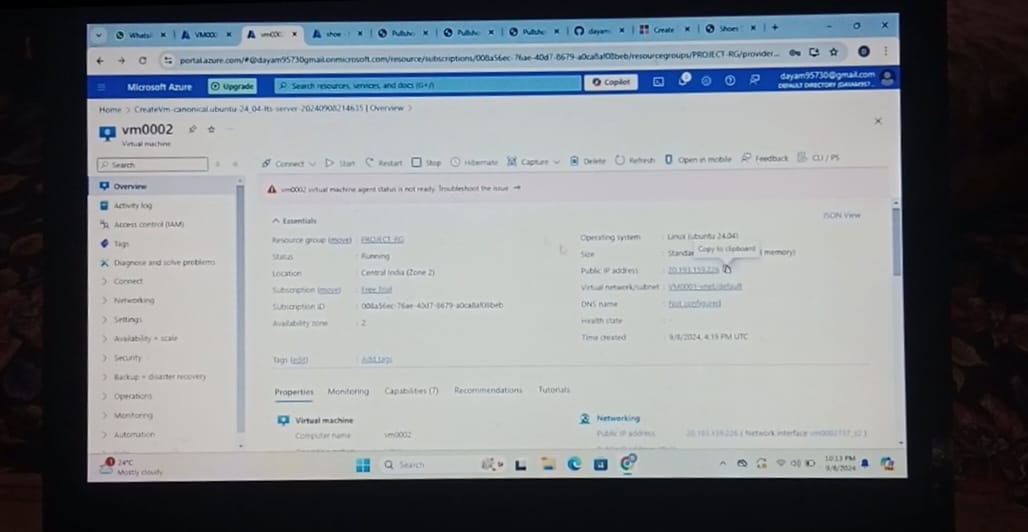 Whats
VM000
vm000
shoe
Pullsho
Pullsho
Pullsho
dayam
Create
Shoes
portal.azure.com/#@dayam95730gmail.onmicrosoft.com/resource/subscriptions/008a56ec-76ae-40d7-8679-a0ca8af08beb/resourcegroups/PROJECT-RG/provider...
Microsoft Azure
Upgrade
Search resources, services, and docs (G+/)
Copilot
dayam95730@gmail.com
DEFAULT DIRECTORY
Home > CreateVm-canonical.ubuntu-24_04-lts-server-20240908214635 | Overview >
vm0002
Virtual machine
Search
Connect
Start
Restart
Stop
Hibernate
Capture
Delete
Refresh
Open in mobile
Feedback
CLI / PS
vm0002 virtual machine agent status is not ready. Troubleshoot the issue →
Overview
Activity log
Access control (IAM)
Tags
Diagnose and solve problems
Connect
Networking
Settings
Availability + scale
Security
Backup + disaster recovery
Operations
Monitoring
Automation
Essentials
JSON View
Resource group (move) : PROJECT-RG
Status : Running
Location : Central India (Zone 2)
Subscription (move) : Free Trial
Subscription ID : 008a56ec-76ae-40d7-8679-a0ca8af08beb
Availability zone : 2
Operating system : Linux (ubuntu 24.04)
Copy to clipboard
Size : Standar memory)
Public IP address : 20.193.159.226
Virtual network/subnet : VM0001-vnet/default
DNS name : Not configured
Health state : -
Time created : 9/8/2024, 4:19 PM UTC
Tags (edit) : Add tags
Properties
Monitoring
Capabilities (7)
Recommendations
Tutorials
Virtual machine
Computer name vm0002
Networking
Public IP address 20.193.159.226 ( Network interface
24°C
Mostly cloudy
Search
10:13 PM
9/8/2024